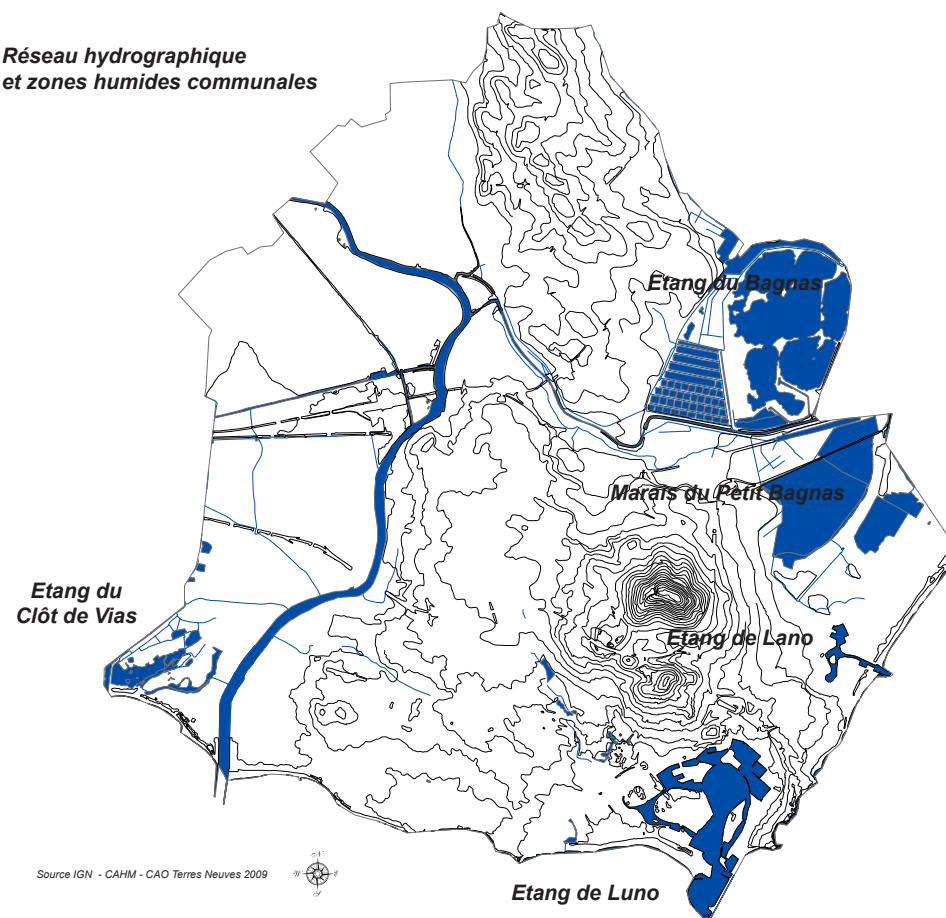 Réseau hydrographique
et zones humides communales
Etang du Bagnas
Marais du Petit Bagnas
Etang du
Clôt de Vias
Etang de Lano
Etang de Luno
Source IGN - CAHM - CAO Terres Neuves 2009
N
W E
S